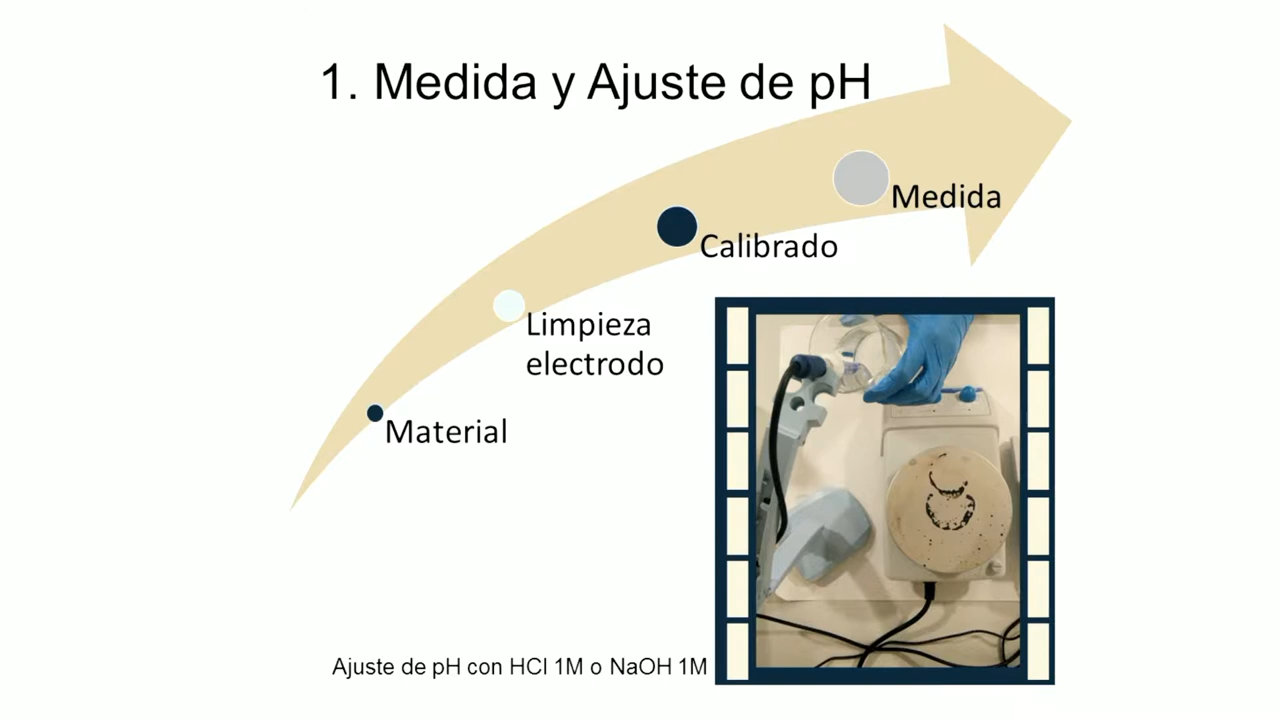 1. Medida y Ajuste de pH
Medida
Calibrado
Limpieza
electrodo
Material
Ajuste de pH con HCl 1M o NaOH 1M